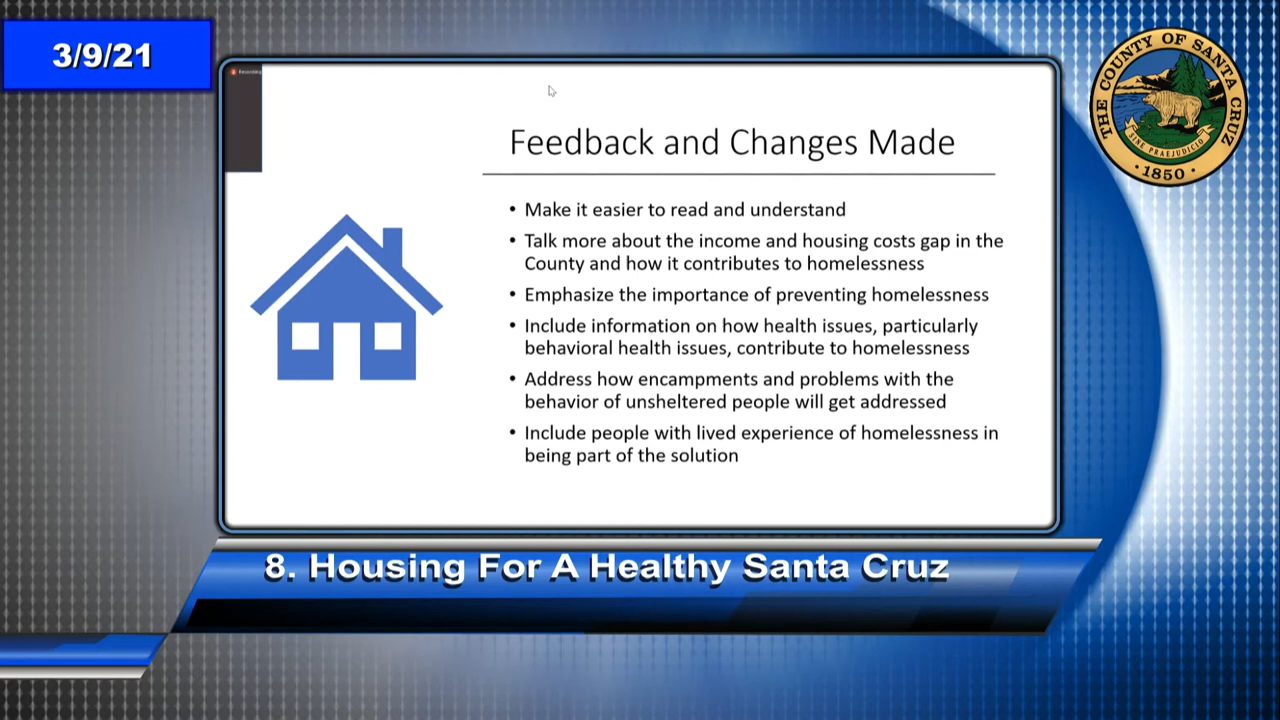 3/9/21
Recording
THE COUNTY OF SANTA CRUZ
SINE PRAEJUDICIO
• 1850 •
Feedback and Changes Made
• Make it easier to read and understand
• Talk more about the income and housing costs gap in the
County and how it contributes to homelessness
• Emphasize the importance of preventing homelessness
• Include information on how health issues, particularly
behavioral health issues, contribute to homelessness
• Address how encampments and problems with the
behavior of unsheltered people will get addressed
• Include people with lived experience of homelessness in
being part of the solution
8. Housing For A Healthy Santa Cruz